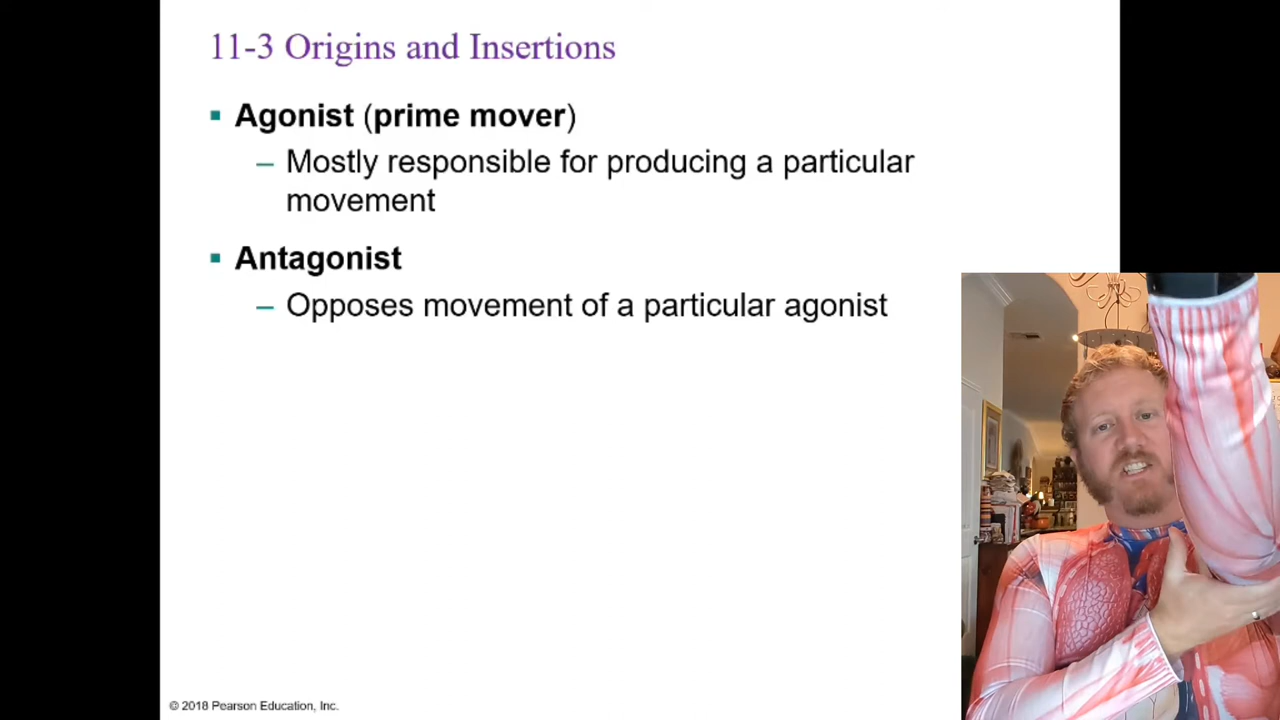 11-3 Origins and Insertions
▪ Agonist (prime mover)
– Mostly responsible for producing a particular
movement
▪ Antagonist
– Opposes movement of a particular agonist
© 2018 Pearson Education, Inc.